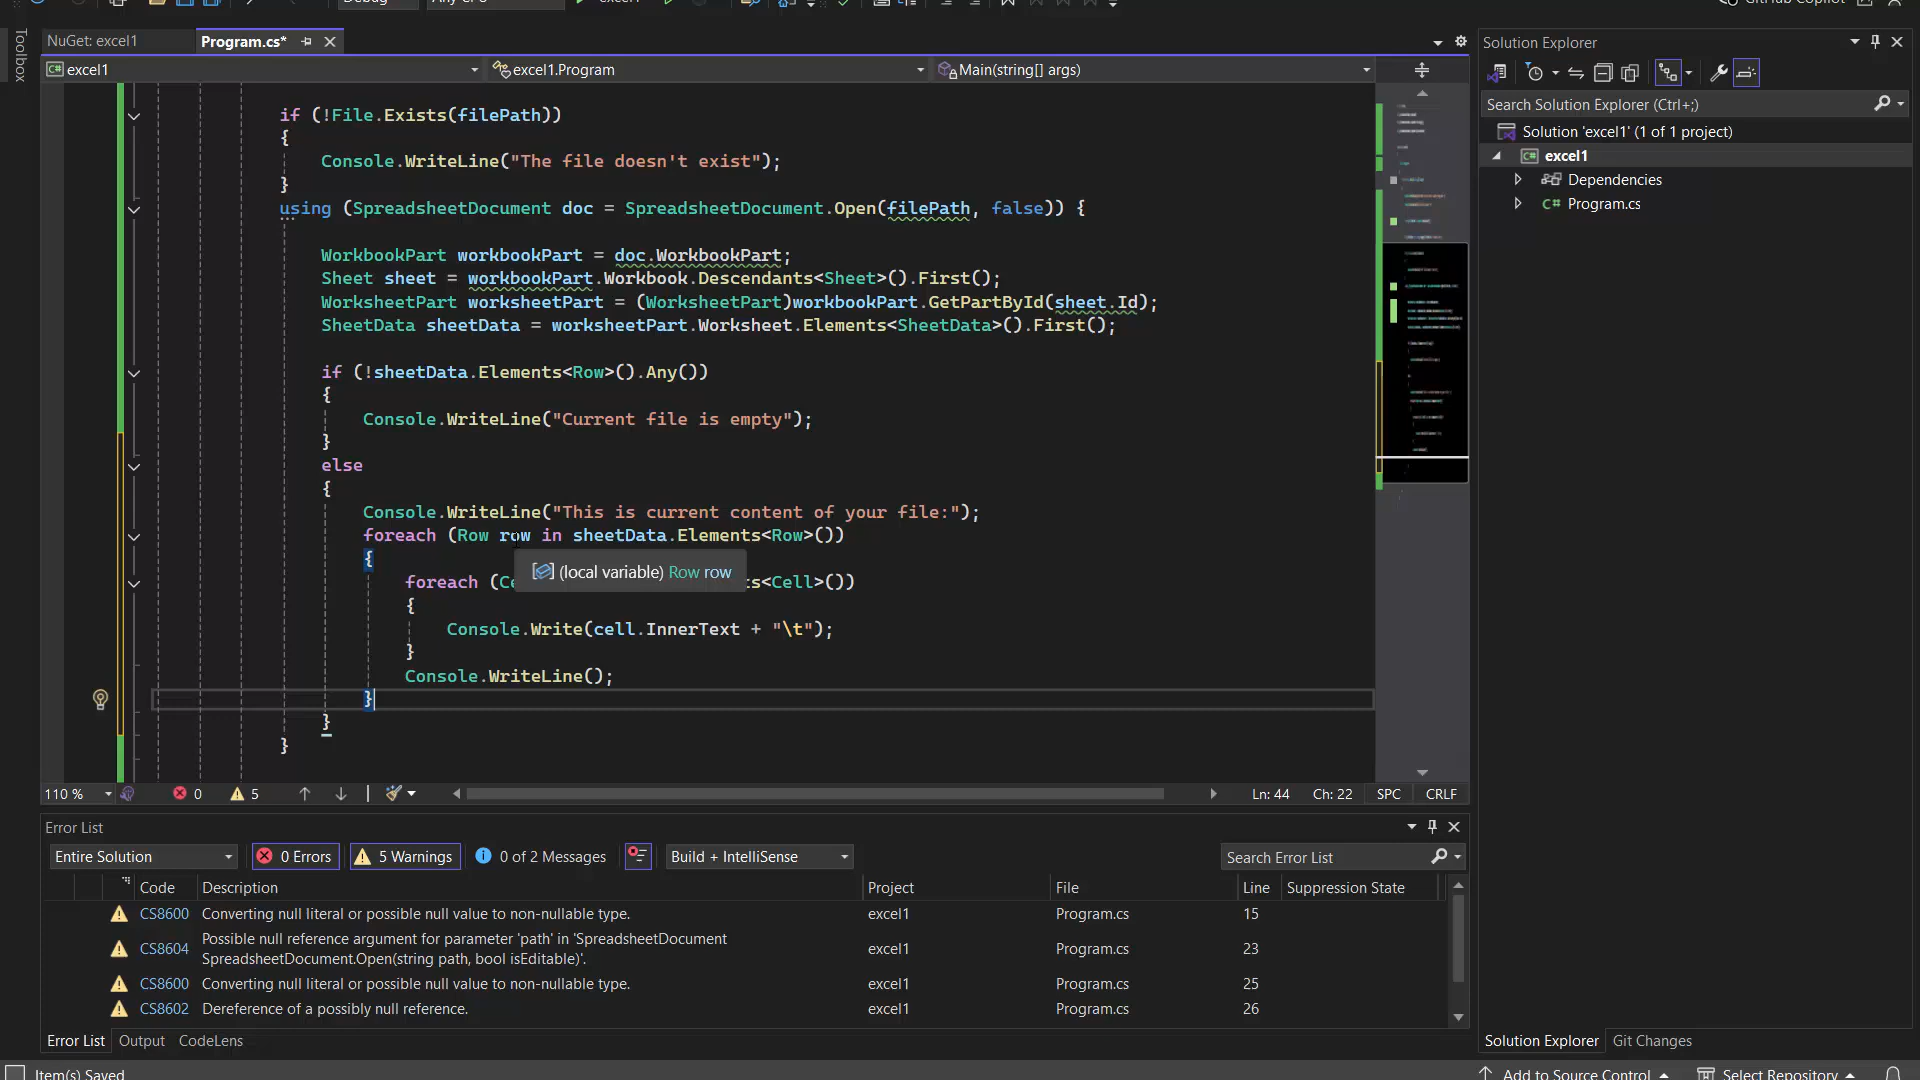 GitHub Copilot
Toolbox
NuGet: excel1
Program.cs*
excel1
excel1.Program
Main(string[] args)
if (!File.Exists(filePath))
{
Console.WriteLine("The file doesn't exist");
}
using (SpreadsheetDocument doc = SpreadsheetDocument.Open(filePath, false)) {
WorkbookPart workbookPart = doc.WorkbookPart;
Sheet sheet = workbookPart.Workbook.Descendants<Sheet>().First();
WorksheetPart worksheetPart = (WorksheetPart)workbookPart.GetPartById(sheet.Id);
SheetData sheetData = worksheetPart.Worksheet.Elements<SheetData>().First();
if (!sheetData.Elements<Row>().Any())
{
Console.WriteLine("Current file is empty");
}
else
{
Console.WriteLine("This is current content of your file:");
foreach (Row row in sheetData.Elements<Row>())
{
(local variable) Row row
foreach (Ce ts<Cell>())
{
Console.Write(cell.InnerText + "\t");
}
Console.WriteLine();
}
}
}
110 % 0 5 Ln: 44 Ch: 22 SPC CRLF
Error List
Entire Solution 0 Errors 5 Warnings 0 of 2 Messages Build + IntelliSense Search Error List
Code Description Project File Line Suppression State
CS8600 Converting null literal or possible null value to non-nullable type. excel1 Program.cs 15
CS8604 Possible null reference argument for parameter 'path' in 'SpreadsheetDocument SpreadsheetDocument.Open(string path, bool isEditable)'. excel1 Program.cs 23
CS8600 Converting null literal or possible null value to non-nullable type. excel1 Program.cs 25
CS8602 Dereference of a possibly null reference. excel1 Program.cs 26
Error List Output CodeLens
Solution Explorer
Search Solution Explorer (Ctrl+;)
Solution 'excel1' (1 of 1 project)
excel1
Dependencies
C# Program.cs
Solution Explorer Git Changes
Item(s) Saved
Add to Source Control
Select Repository